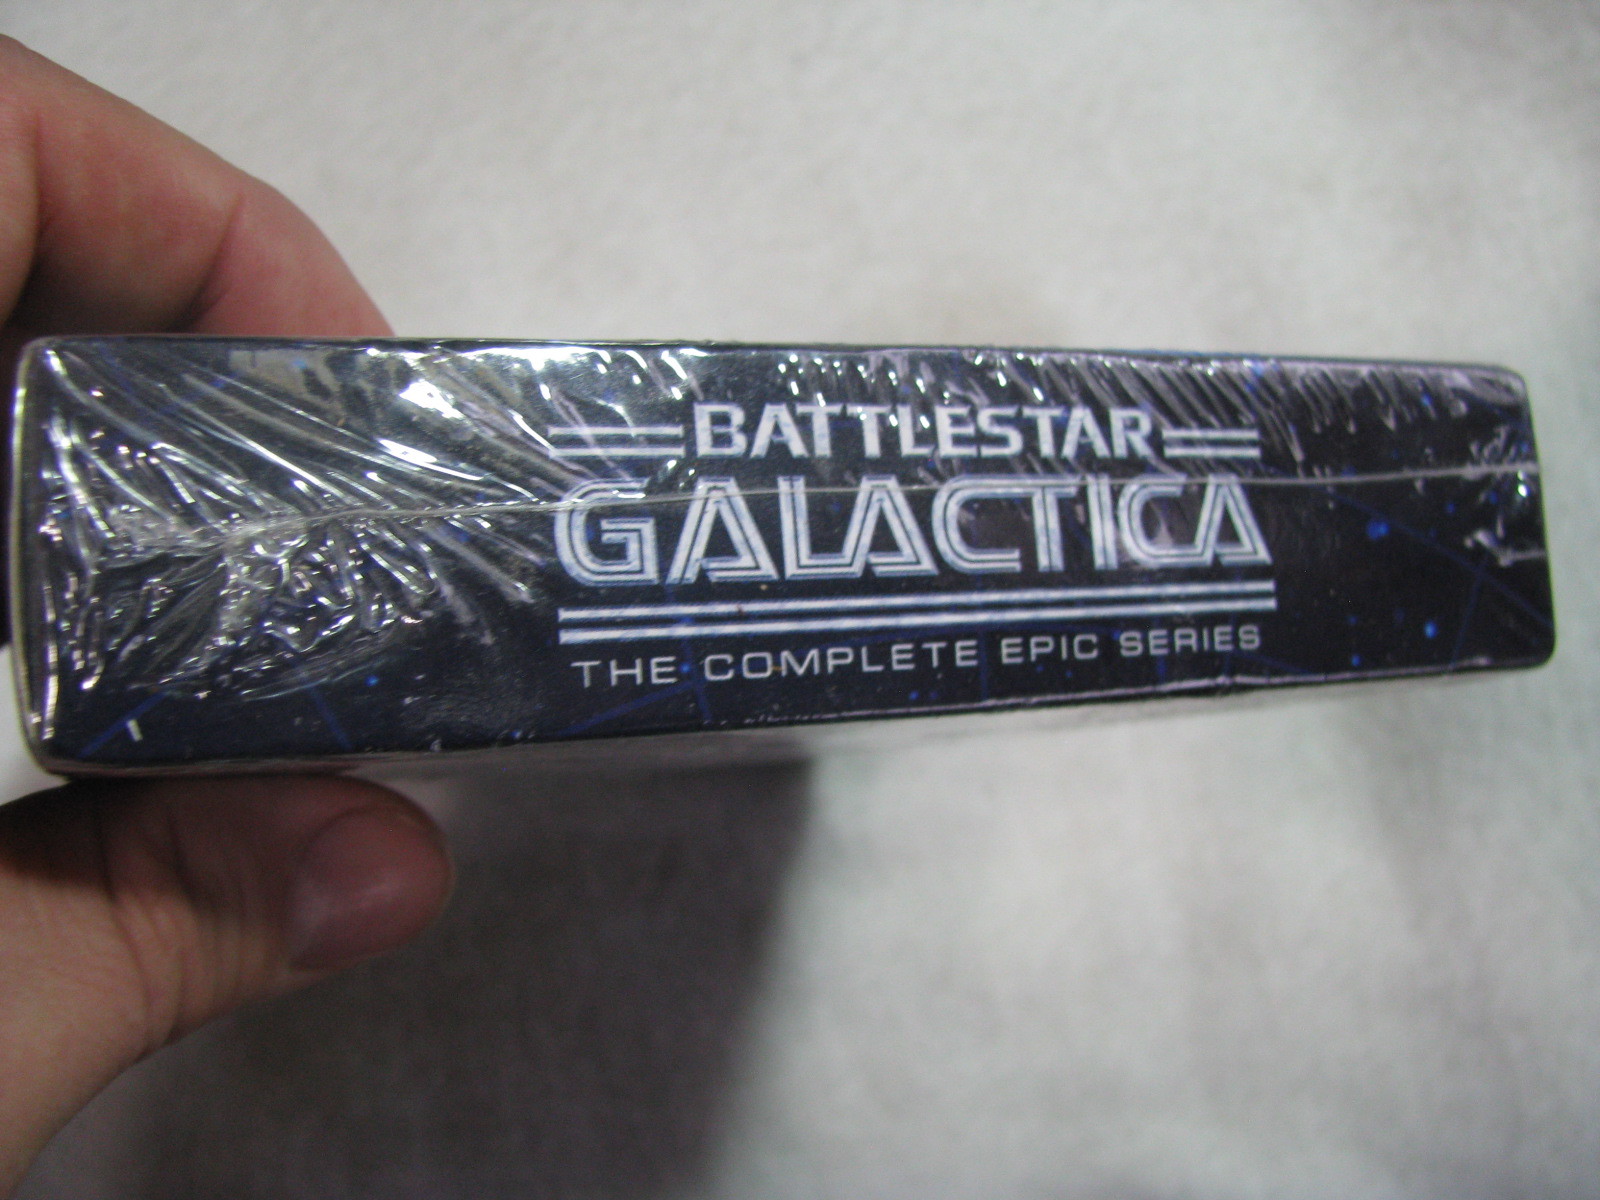 BATTLESTAR
GALACTICA
THE COMPLETE EPIC SERIES